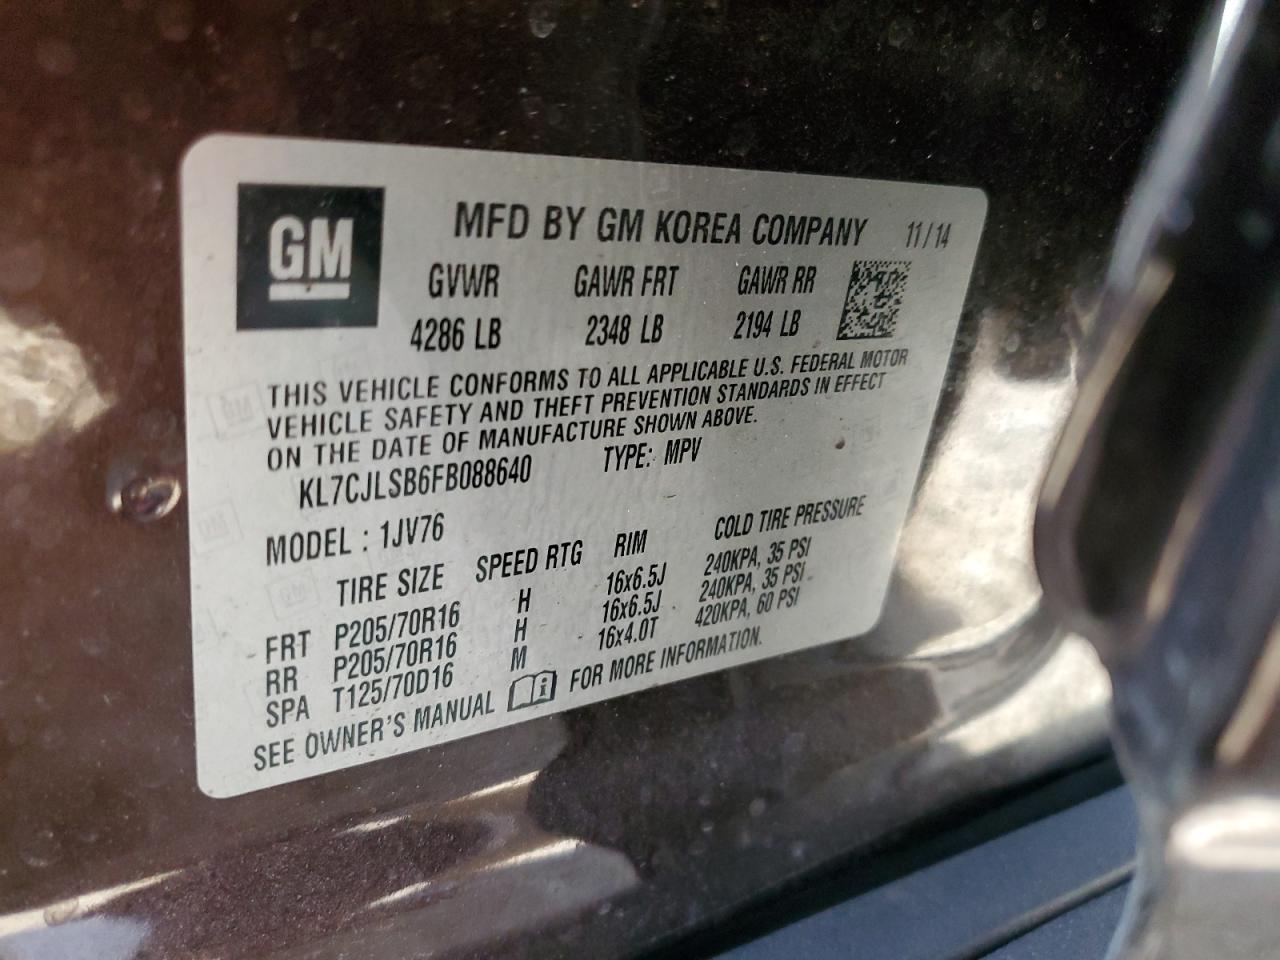 GM
MFD BY GM KOREA COMPANY 11/14
GVWR GAWR FRT GAWR RR
4286 LB 2348 LB 2194 LB
THIS VEHICLE CONFORMS TO ALL APPLICABLE U.S. FEDERAL MOTOR
VEHICLE SAFETY AND THEFT PREVENTION STANDARDS IN EFFECT
ON THE DATE OF MANUFACTURE SHOWN ABOVE.
KL7CJLSB6FB088640 TYPE: MPV
MODEL : 1JV76
TIRE SIZE SPEED RTG RIM COLD TIRE PRESSURE
FRT P205/70R16 H 16x6.5J 240KPA, 35 PSI
RR P205/70R16 H 16x6.5J 240KPA, 35 PSI
SPA T125/70D16 M 16x4.0T 420KPA, 60 PSI
SEE OWNER'S MANUAL FOR MORE INFORMATION.